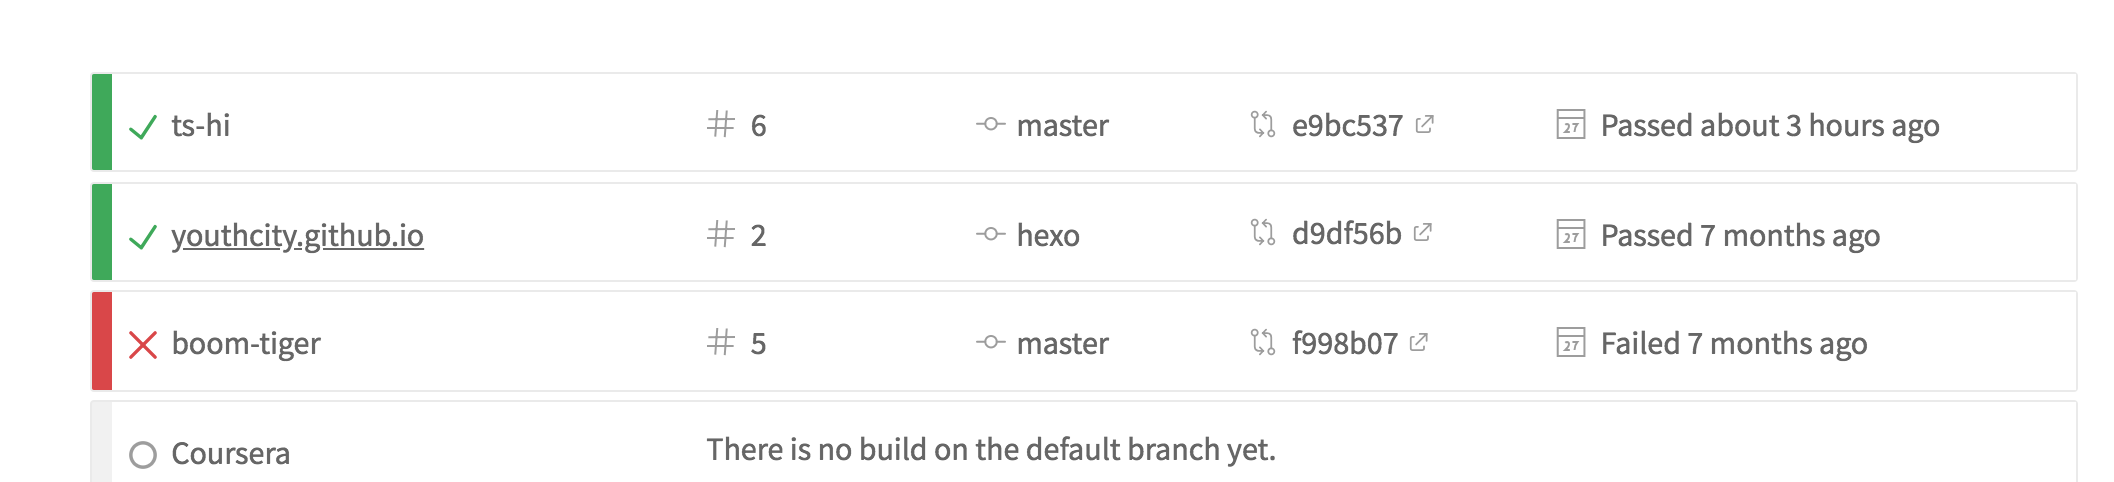 ts-hi # 6 master e9bc537 27 Passed about 3 hours ago
youthcity.github.io # 2 hexo d9df56b 27 Passed 7 months ago
boom-tiger # 5 master f998b07 27 Failed 7 months ago
Coursera There is no build on the default branch yet.